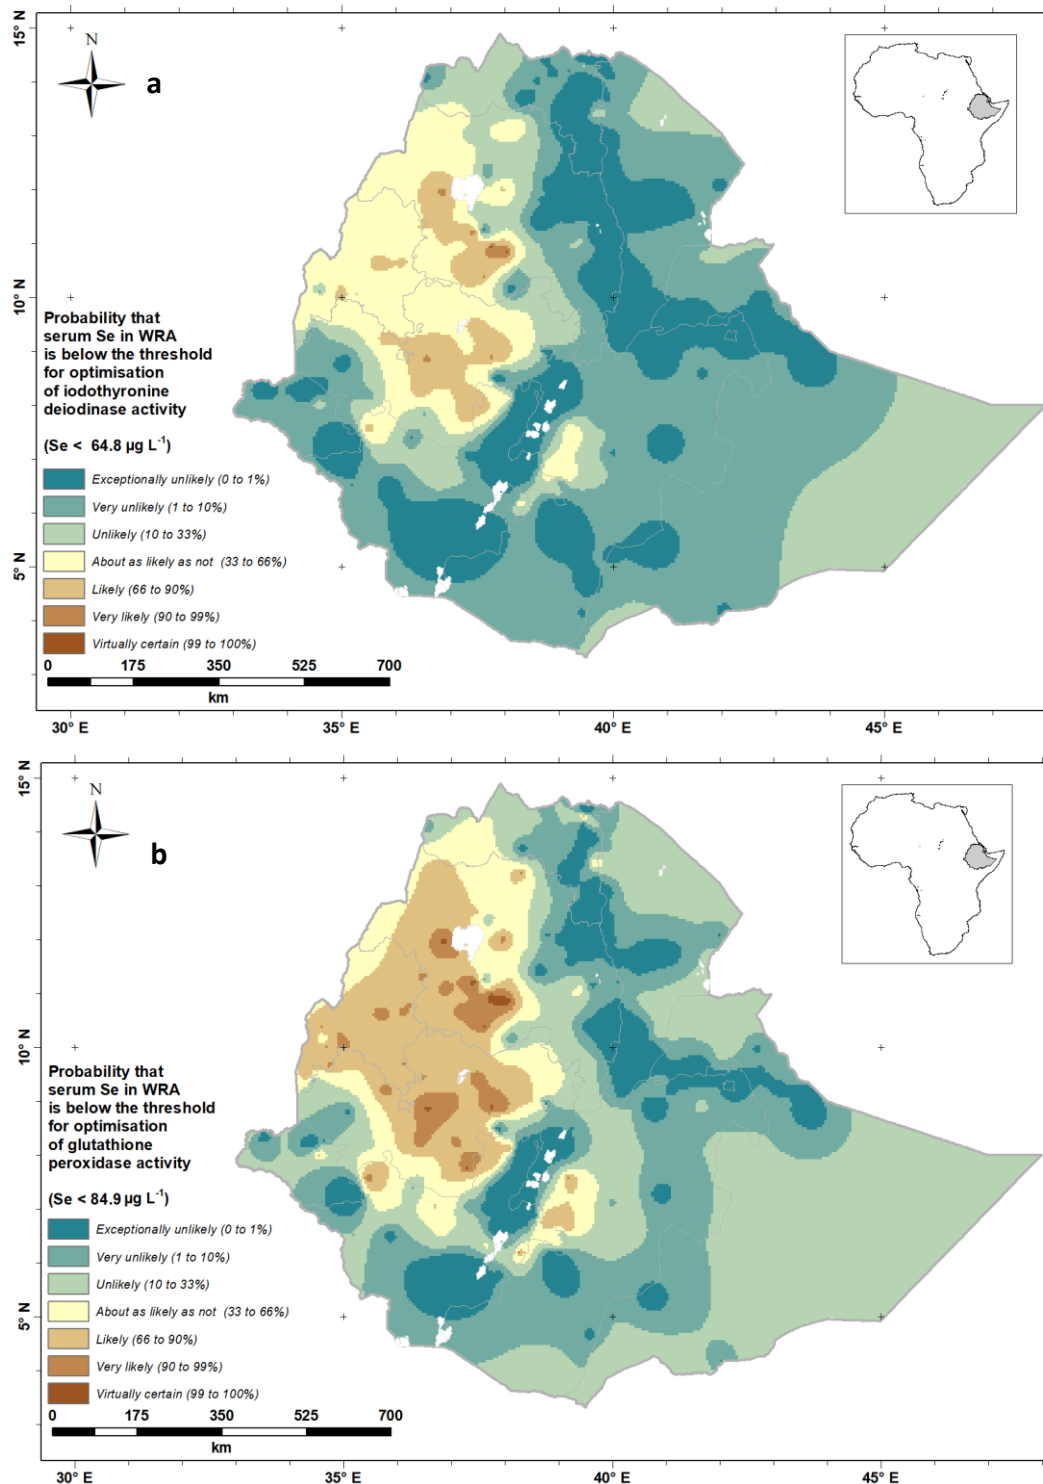 15° N
N
a
10° N
Probability that
serum Se in WRA
is below the threshold
for optimisation
of iodothyronine
deiodinase activity
(Se < 64.8 µg L⁻¹)
Exceptionally unlikely (0 to 1%)
Very unlikely (1 to 10%)
Unlikely (10 to 33%)
About as likely as not (33 to 66%)
5° N
Likely (66 to 90%)
Very likely (90 to 99%)
Virtually certain (99 to 100%)
0 175 350 525 700
km
30° E 35° E 40° E 45° E
15° N
N
b
10° N
Probability that
serum Se in WRA
is below the threshold
for optimisation
of glutathione
peroxidase activity
(Se < 84.9 µg L⁻¹)
Exceptionally unlikely (0 to 1%)
Very unlikely (1 to 10%)
Unlikely (10 to 33%)
About as likely as not (33 to 66%)
5° N
Likely (66 to 90%)
Very likely (90 to 99%)
Virtually certain (99 to 100%)
0 175 350 525 700
km
30° E 35° E 40° E 45° E